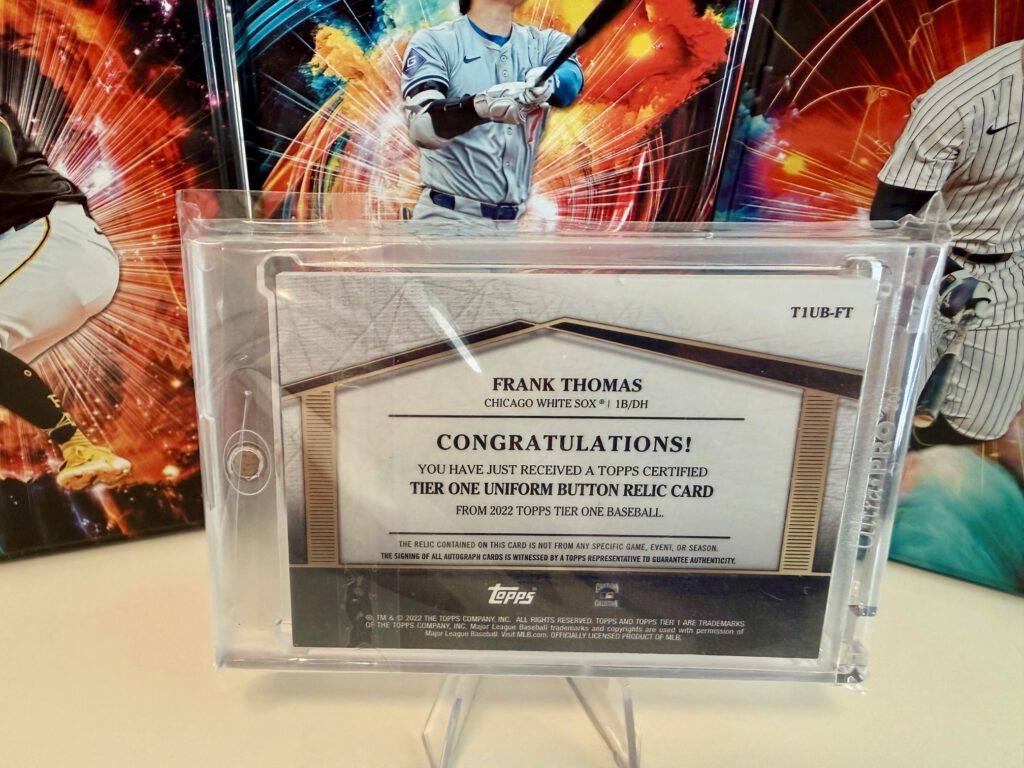 T1UB-FT
FRANK THOMAS
CHICAGO WHITE SOX ® | 1B/DH
CONGRATULATIONS!
YOU HAVE JUST RECEIVED A TOPPS CERTIFIED
TIER ONE UNIFORM BUTTON RELIC CARD
FROM 2022 TOPPS TIER ONE BASEBALL.
THE RELIC CONTAINED ON THIS CARD IS NOT FROM ANY SPECIFIC GAME, EVENT, OR SEASON.
THE SIGNING OF ALL AUTOGRAPH CARDS IS WITNESSED BY A TOPPS REPRESENTATIVE TO GUARANTEE AUTHENTICITY.
topps
®, TM & © 2022 THE TOPPS COMPANY, INC. ALL RIGHTS RESERVED. TOPPS AND TOPPS TIER 1 ARE TRADEMARKS
OF THE TOPPS COMPANY, INC. Major League Baseball trademarks and copyrights are used with permission of
Major League Baseball. Visit MLB.com. OFFICIALLY LICENSED PRODUCT OF MLB.
ULTRA PRO